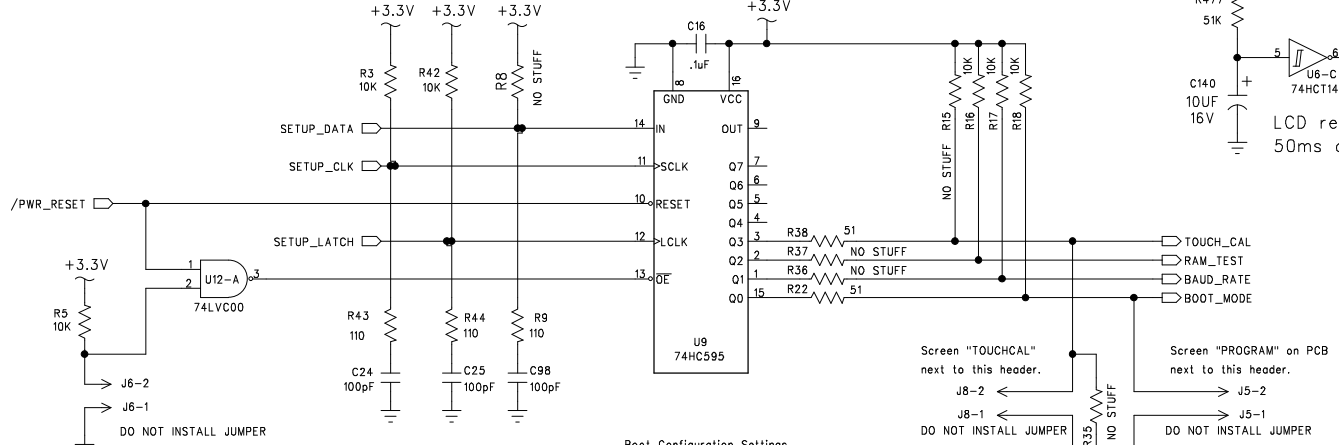 +3.3V +3.3V +3.3V +3.3V
C16
.1uF
R3
10K
R42
10K
R8
NO STUFF
8
16
GND VCC
SETUP_DATA
14 IN
OUT 9
SETUP_CLK
11 SCLK
Q7 7
Q6 6
/PWR_RESET
10 RESET
Q5 5
Q4 4
SETUP_LATCH
12 LCLK
Q3 3
R38 51
TOUCH_CAL
Q2 2
R37 NO STUFF
RAM_TEST
13 OE
Q1 1
R36 NO STUFF
BAUD_RATE
Q0 15
R22 51
BOOT_MODE
U9
74HC595
10K
10K
10K
R15
R16
R17
R18
NO STUFF
51K
C140
10UF
16V
+
5
6
U6-C
74HCT14
LCD re
50ms
+3.3V
1
2
U12-A
3
74LVC00
R5
10K
J6-2
J6-1
DO NOT INSTALL JUMPER
R43
110
R44
110
R9
110
C24
100pF
C25
100pF
C98
100pF
Screen "TOUCHCAL"
next to this header.
J8-2
J8-1
DO NOT INSTALL JUMPER
R35
NO STUFF
Screen "PROGRAM" on PCB
next to this header.
J5-2
J5-1
DO NOT INSTALL JUMPER
Configuration Settings